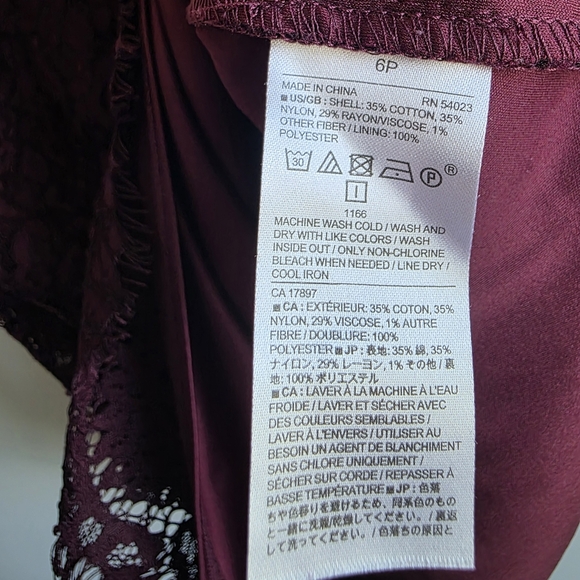 6P
MADE IN CHINA RN 54023
US/GB : SHELL: 35% COTTON, 35%
NYLON, 29% RAYON/VISCOSE, 1%
OTHER FIBER / LINING: 100%
POLYESTER
30 P ®
I
1166
MACHINE WASH COLD / WASH AND
DRY WITH LIKE COLORS / WASH
INSIDE OUT / ONLY NON-CHLORINE
BLEACH WHEN NEEDED / LINE DRY /
COOL IRON
CA 17897
CA : EXTÉRIEUR: 35% COTON, 35%
NYLON, 29% VISCOSE, 1% AUTRE
FIBRE / DOUBLURE: 100%
POLYESTER JP : 表地: 35% 綿, 35%
ナイロン, 29% レーヨン, 1% その他 / 裏
地: 100% ポリエステル
CA : LAVER À LA MACHINE À L'EAU
FROIDE / LAVER ET SÉCHER AVEC
DES COULEURS SEMBLABLES /
LAVER À L'ENVERS / UTILISER AU
BESOIN UN AGENT DE BLANCHIMENT
SANS CHLORE UNIQUEMENT /
SÉCHER SUR CORDE / REPASSER À
BASSE TEMPÉRATURE JP : 色落
ちや色移りを避けるため、同系色のもの
と一緒に洗濯/乾燥してください。/ 裏返
して洗ってください。/ 色落ちの原因と